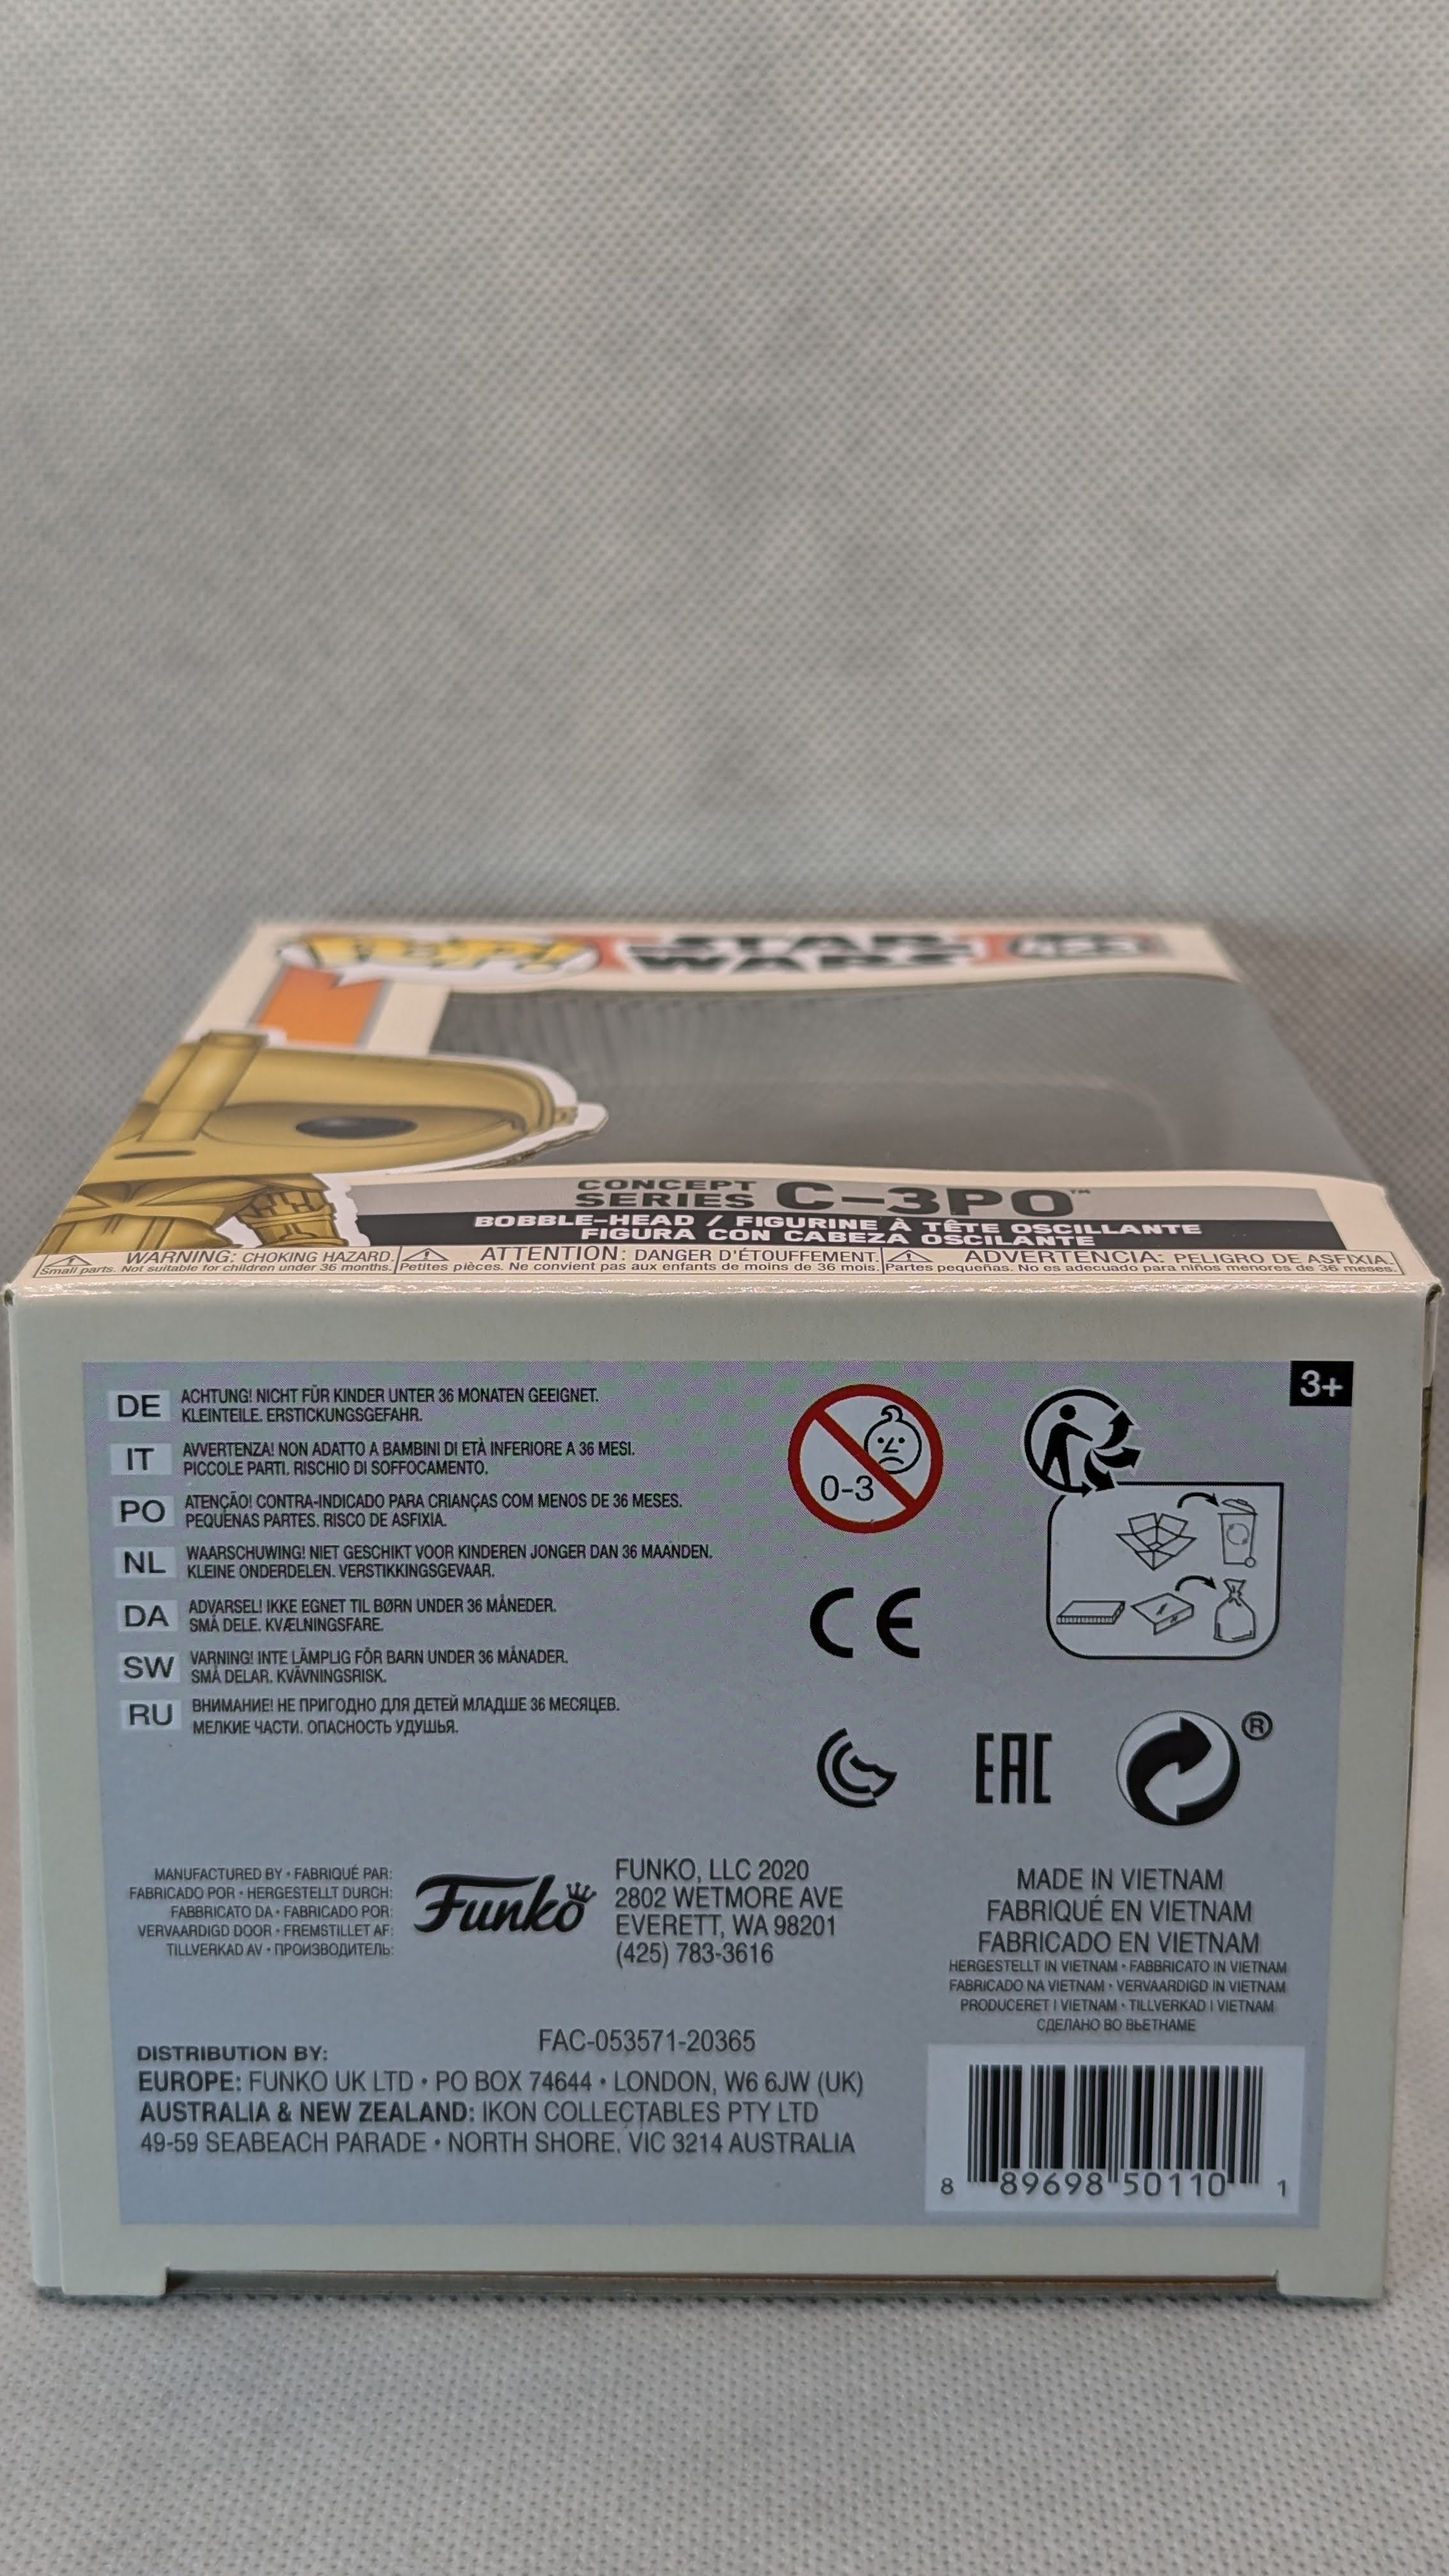 POP!
STAR
WARS
CONCEPT
SERIES C-3PO™
BOBBLE-HEAD / FIGURINE À TÊTE OSCILLANTE
FIGURA CON CABEZA OSCILANTE
WARNING: CHOKING HAZARD.
Small parts. Not suitable for children under 36 months.
ATTENTION: DANGER D'ÉTOUFFEMENT.
Petites pièces. Ne convient pas aux enfants de moins de 36 mois.
ADVERTENCIA: PELIGRO DE ASFIXIA.
Partes pequeñas. No es adecuado para niños menores de 36 meses.
3+
DE ACHTUNG! NICHT FÜR KINDER UNTER 36 MONATEN GEEIGNET.
KLEINTEILE. ERSTICKUNGSGEFAHR.
IT AVVERTENZA! NON ADATTO A BAMBINI DI ETÀ INFERIORE A 36 MESI.
PICCOLE PARTI. RISCHIO DI SOFFOCAMENTO.
PO ATENÇÃO! CONTRA-INDICADO PARA CRIANÇAS COM MENOS DE 36 MESES.
PEQUENAS PARTES. RISCO DE ASFIXIA.
NL WAARSCHUWING! NIET GESCHIKT VOOR KINDEREN JONGER DAN 36 MAANDEN.
KLEINE ONDERDELEN. VERSTIKKINGSGEVAAR.
DA ADVARSEL! IKKE EGNET TIL BØRN UNDER 36 MÅNEDER.
SMÅ DELE. KVÆLNINGSFARE.
SW VARNING! INTE LÄMPLIG FÖR BARN UNDER 36 MÅNADER.
SMÅ DELAR. KVÄVNINGSRISK.
RU ВНИМАНИЕ! НЕ ПРИГОДНО ДЛЯ ДЕТЕЙ МЛАДШЕ 36 МЕСЯЦЕВ.
МЕЛКИЕ ЧАСТИ. ОПАСНОСТЬ УДУШЬЯ.
0-3
CE
EAC
®
MANUFACTURED BY • FABRIQUÉ PAR:
FABRICADO POR • HERGESTELLT DURCH:
FABBRICATO DA • FABRICADO POR:
VERVAARDIGD DOOR • FREMSTILLET AF:
TILLVERKAD AV • ПРОИЗВОДИТЕЛЬ:
Funko
FUNKO, LLC 2020
2802 WETMORE AVE
EVERETT, WA 98201
(425) 783-3616
MADE IN VIETNAM
FABRIQUÉ EN VIETNAM
FABRICADO EN VIETNAM
HERGESTELLT IN VIETNAM • FABBRICATO IN VIETNAM
FABRICADO NA VIETNAM • VERVAARDIGD IN VIETNAM
PRODUCERET I VIETNAM • TILLVERKAD I VIETNAM
СДЕЛАНО ВО ВЬЕТНАМЕ
FAC-053571-20365
DISTRIBUTION BY:
EUROPE: FUNKO UK LTD • PO BOX 74644 • LONDON, W6 6JW (UK)
AUSTRALIA & NEW ZEALAND: IKON COLLECTABLES PTY LTD
49-59 SEABEACH PARADE • NORTH SHORE, VIC 3214 AUSTRALIA
8 89698 50110 1